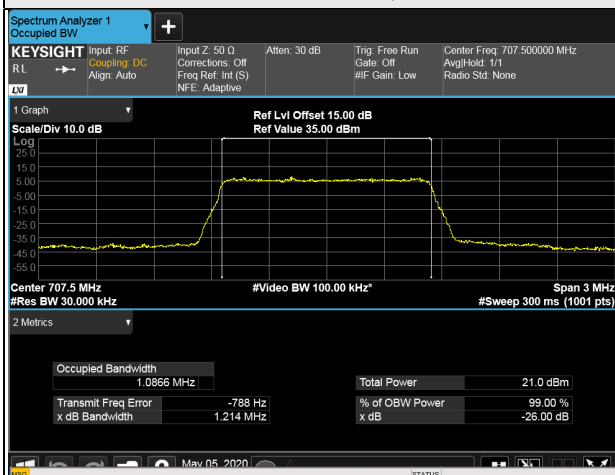 Spectrum Analyzer 1
Occupied BW
+
KEYSIGHT Input: RF Input Z: 50 Ω Atten: 30 dB Trig: Free Run Center Freq: 707.500000 MHz
RL Coupling: DC Corrections: Off Gate: Off Avg|Hold: 1/1
Align: Auto Freq Ref: Int (S) #IF Gain: Low Radio Std: None
LXI NFE: Adaptive
1 Graph
Ref Lvl Offset 15.00 dB
Scale/Div 10.0 dB Ref Value 35.00 dBm
Log
25.0
15.0
5.00
-5.00
-15.0
-25.0
-35.0
-45.0
-55.0
Center 707.5 MHz #Video BW 100.00 kHz* Span 3 MHz
#Res BW 30.000 kHz #Sweep 300 ms (1001 pts)
2 Metrics
Occupied Bandwidth
1.0866 MHz Total Power 21.0 dBm
Transmit Freq Error -788 Hz % of OBW Power 99.00 %
x dB Bandwidth 1.214 MHz x dB -26.00 dB
May 05, 2020
MSG STATUS